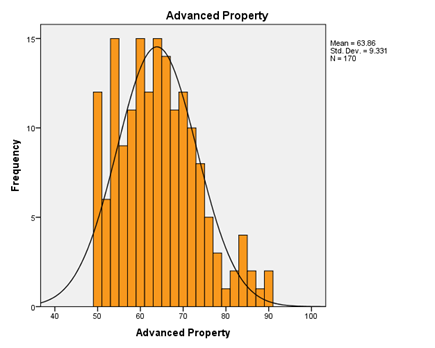 Advanced Property
Mean = 63.86
Std. Dev. = 9.331
N = 170
15
10
5
0
Frequency
40 50 60 70 80 90 100
Advanced Property